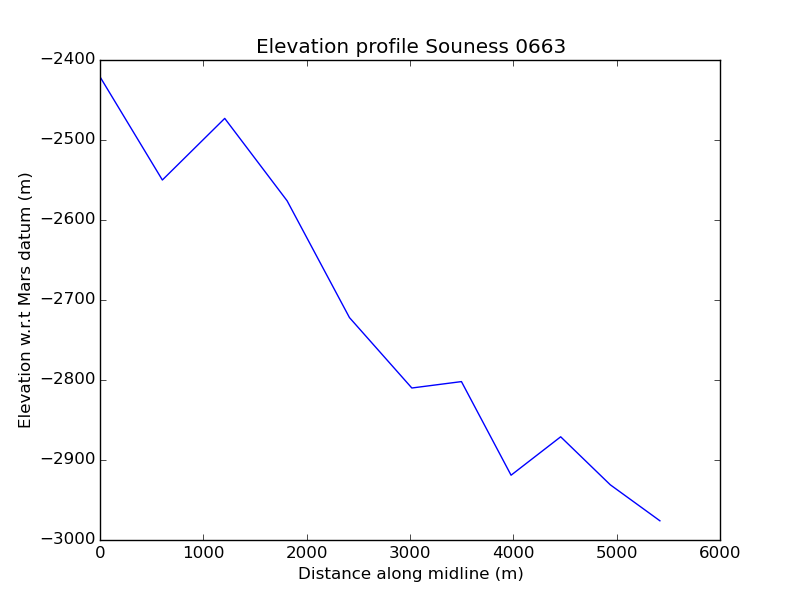 Elevation profile Souness 0663
−2400
−2500
−2600
−2700
−2800
−2900
−3000
Elevation w.r.t Mars datum (m)
0 1000 2000 3000 4000 5000 6000
Distance along midline (m)